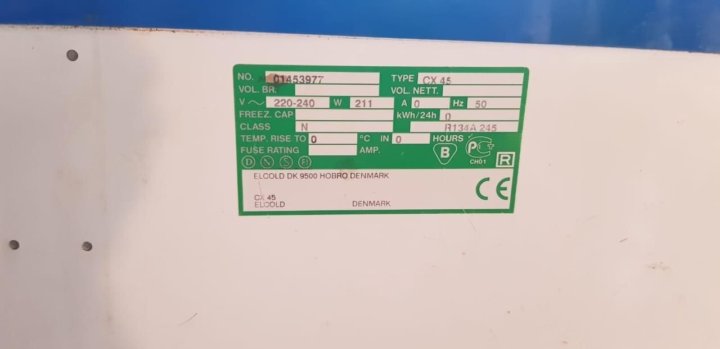 NO. 01453977 TYPE CX 45
VOL. BR. VOL. NETT.
V ~ 220-240 W 211 A 0 Hz 50
FREEZ. CAP kWh/24h 0
CLASS N R134A 245
TEMP. RISE TO 0 °C IN 0 HOURS
FUSE RATING AMP.
D N S F B PC CH01 R
ELCOLD DK 9500 HOBRO DENMARK
CE
CX 45
ELCOLD DENMARK